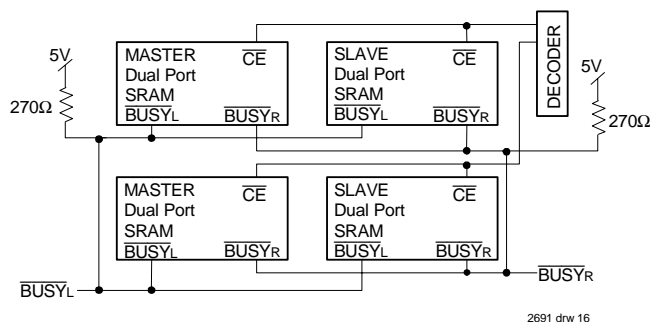 MASTER
Dual Port
SRAM
CE
BUSYL
BUSYR
SLAVE
Dual Port
SRAM
CE
BUSYL
BUSYR
DECODER
5V
270Ω
5V
270Ω
MASTER
Dual Port
SRAM
CE
BUSYL
BUSYR
SLAVE
Dual Port
SRAM
CE
BUSYL
BUSYR
BUSYL
BUSYR
2691 drw 16